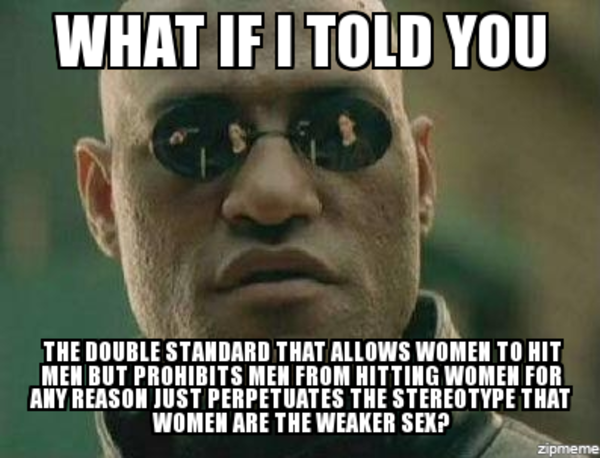 WHAT IF I TOLD YOU
THE DOUBLE STANDARD THAT ALLOWS WOMEN TO HIT
MEN BUT PROHIBITS MEN FROM HITTING WOMEN FOR
ANY REASON JUST PERPETUATES THE STEREOTYPE THAT
WOMEN ARE THE WEAKER SEX?
zipmeme